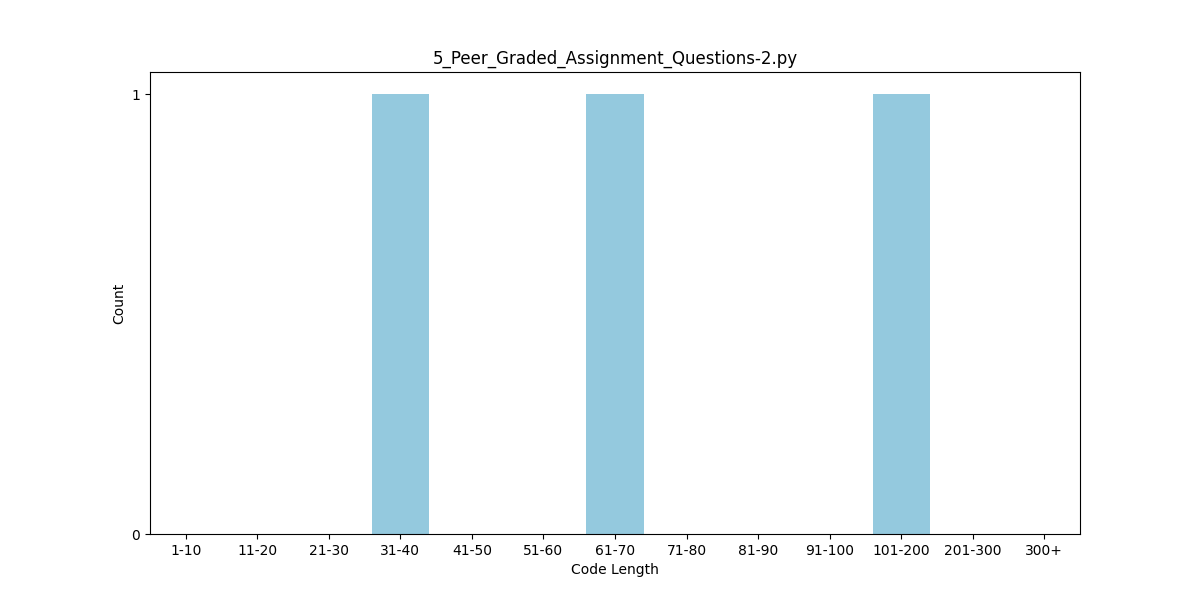 5_Peer_Graded_Assignment_Questions-2.py
1
Count
0
1-10 11-20 21-30 31-40 41-50 51-60 61-70 71-80 81-90 91-100 101-200 201-300 300+
Code Length